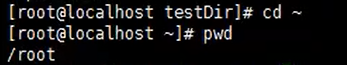 [root@localhost testDir]# cd ~
[root@localhost ~]# pwd
/root